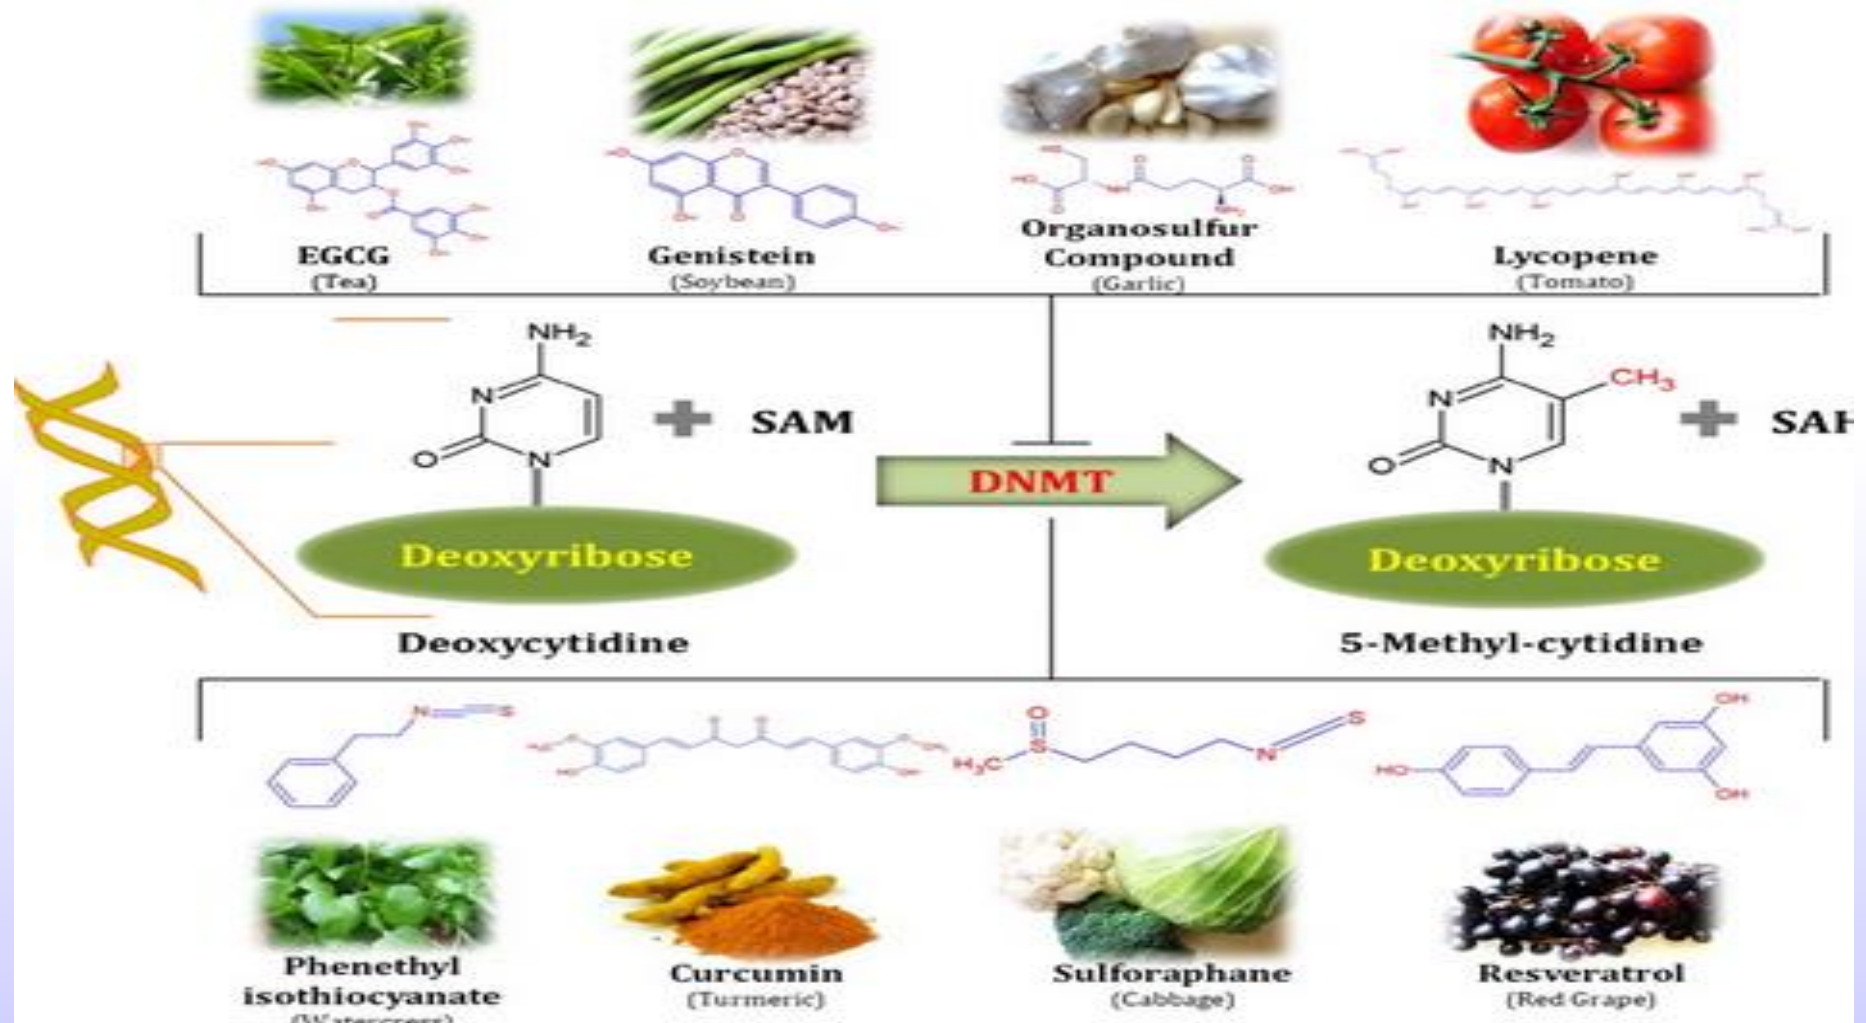 EGCG
(Tea)
Genistein
(Soybean)
Organosulfur
Compound
(Garlic)
Lycopene
(Tomato)
NH2
N
O
N
SAM
DNMT
NH2
CH3
N
O
N
SAH
Deoxyribose
Deoxyribose
Deoxycytidine
5-Methyl-cytidine
N
S
O
S
H3C
N
S
HO
OH
OH
Phenethyl
isothiocyanate
(Watercress)
Curcumin
(Turmeric)
Sulforaphane
(Cabbage)
Resveratrol
(Red Grape)